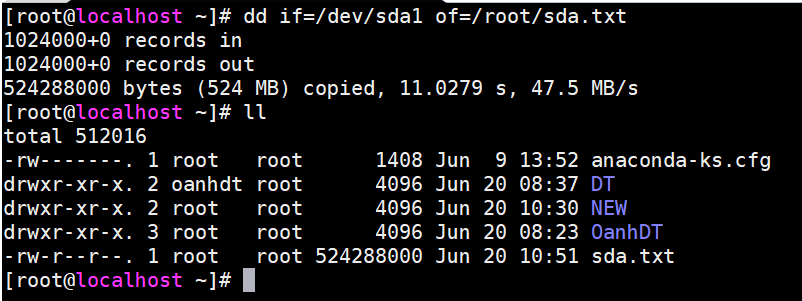 [root@localhost ~]# dd if=/dev/sda1 of=/root/sda.txt
1024000+0 records in
1024000+0 records out
524288000 bytes (524 MB) copied, 11.0279 s, 47.5 MB/s
[root@localhost ~]# ll
total 512016
-rw-------. 1 root   root        1408 Jun  9 13:52 anaconda-ks.cfg
drwxr-xr-x. 2 oanhdt root        4096 Jun 20 08:37 DT
drwxr-xr-x. 2 root   root        4096 Jun 20 10:30 NEW
drwxr-xr-x. 3 root   root        4096 Jun 20 08:23 OanhDT
-rw-r--r--. 1 root   root   524288000 Jun 20 10:51 sda.txt
[root@localhost ~]#